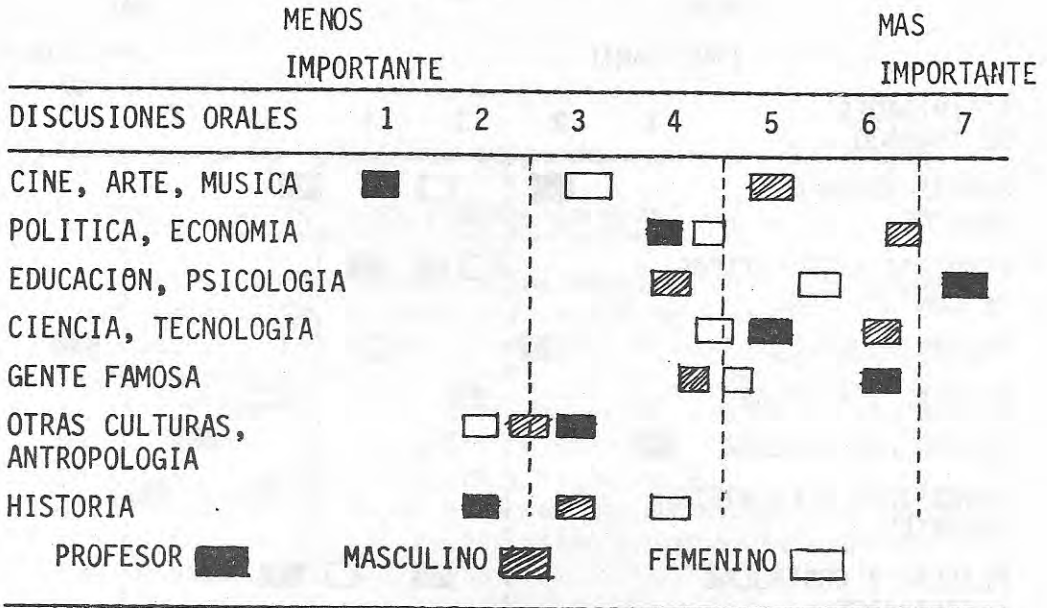 MENOS MAS
IMPORTANTE IMPORTANTE
DISCUSIONES ORALES 1 2 3 4 5 6 7
CINE, ARTE, MUSICA
POLITICA, ECONOMIA
EDUCACIÓN, PSICOLOGIA
CIENCIA, TECNOLOGIA
GENTE FAMOSA
OTRAS CULTURAS,
ANTROPOLOGIA
HISTORIA
PROFESOR MASCULINO FEMENINO